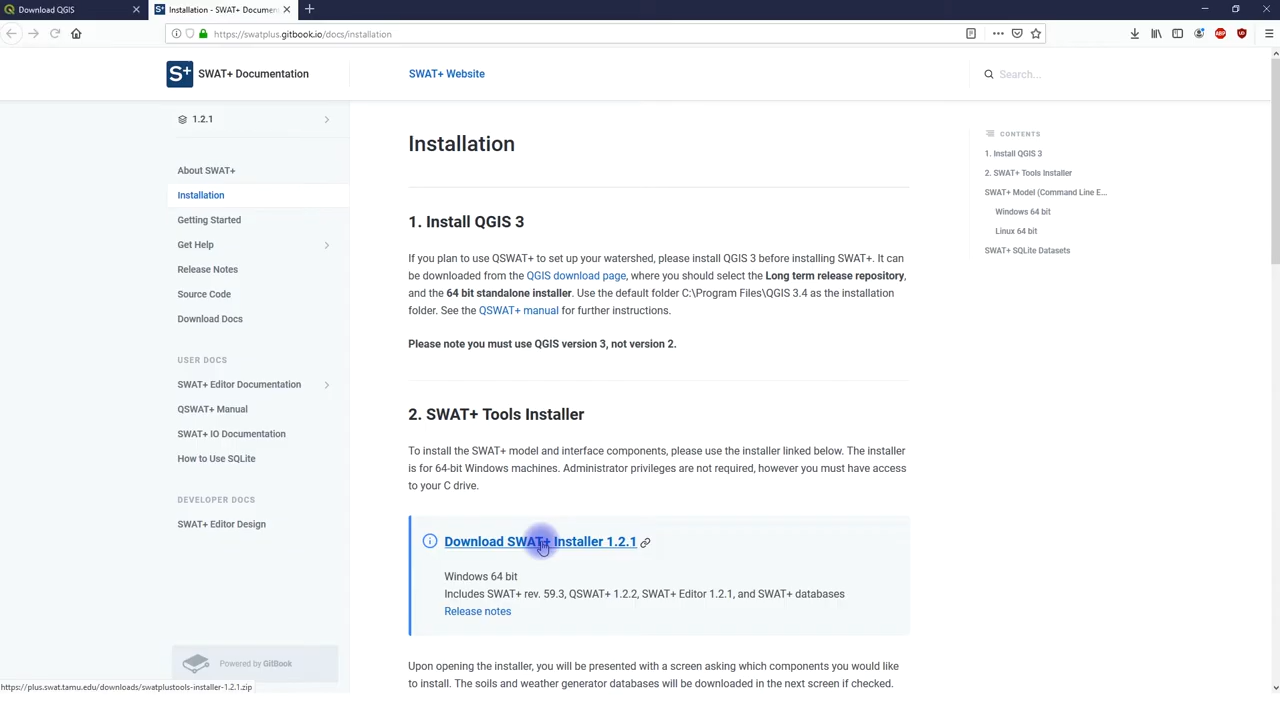 Download QGIS
Installation - SWAT+ Documen
https://swatplus.gitbook.io/docs/installation
SWAT+ Documentation
SWAT+ Website
Search...
1.2.1
About SWAT+
Installation
Getting Started
Get Help
Release Notes
Source Code
Download Docs
USER DOCS
SWAT+ Editor Documentation
QSWAT+ Manual
SWAT+ IO Documentation
How to Use SQLite
DEVELOPER DOCS
SWAT+ Editor Design
Powered by GitBook
Installation
1. Install QGIS 3
If you plan to use QSWAT+ to set up your watershed, please install QGIS 3 before installing SWAT+. It can
be downloaded from the QGIS download page, where you should select the Long term release repository,
and the 64 bit standalone installer. Use the default folder C:\Program Files\QGIS 3.4 as the installation
folder. See the QSWAT+ manual for further instructions.
Please note you must use QGIS version 3, not version 2.
2. SWAT+ Tools Installer
To install the SWAT+ model and interface components, please use the installer linked below. The installer
is for 64-bit Windows machines. Administrator privileges are not required, however you must have access
to your C drive.
Download SWAT+ Installer 1.2.1
Windows 64 bit
Includes SWAT+ rev. 59.3, QSWAT+ 1.2.2, SWAT+ Editor 1.2.1, and SWAT+ databases
Release notes
Upon opening the installer, you will be presented with a screen asking which components you would like
to install. The soils and weather generator databases will be downloaded in the next screen if checked.
CONTENTS
1. Install QGIS 3
2. SWAT+ Tools Installer
SWAT+ Model (Command Line E...
Windows 64 bit
Linux 64 bit
SWAT+ SQLite Datasets
https://plus.swat.tamu.edu/downloads/swatplustools-installer-1.2.1.zip